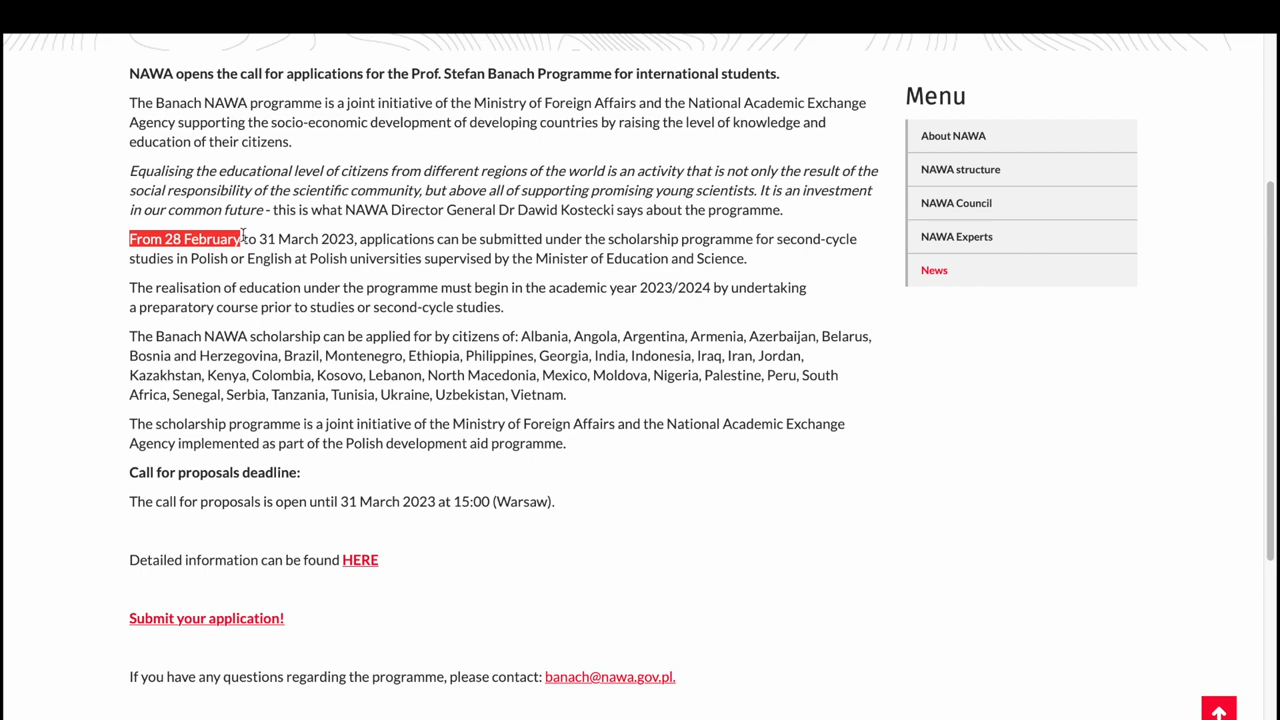 NAWA opens the call for applications for the Prof. Stefan Banach Programme for international students.
The Banach NAWA programme is a joint initiative of the Ministry of Foreign Affairs and the National Academic Exchange
Agency supporting the socio-economic development of developing countries by raising the level of knowledge and
education of their citizens.
Equalising the educational level of citizens from different regions of the world is an activity that is not only the result of the
social responsibility of the scientific community, but above all of supporting promising young scientists. It is an investment
in our common future - this is what NAWA Director General Dr Dawid Kostecki says about the programme.
From 28 February to 31 March 2023, applications can be submitted under the scholarship programme for second-cycle
studies in Polish or English at Polish universities supervised by the Minister of Education and Science.
The realisation of education under the programme must begin in the academic year 2023/2024 by undertaking
a preparatory course prior to studies or second-cycle studies.
The Banach NAWA scholarship can be applied for by citizens of: Albania, Angola, Argentina, Armenia, Azerbaijan, Belarus,
Bosnia and Herzegovina, Brazil, Montenegro, Ethiopia, Philippines, Georgia, India, Indonesia, Iraq, Iran, Jordan,
Kazakhstan, Kenya, Colombia, Kosovo, Lebanon, North Macedonia, Mexico, Moldova, Nigeria, Palestine, Peru, South
Africa, Senegal, Serbia, Tanzania, Tunisia, Ukraine, Uzbekistan, Vietnam.
The scholarship programme is a joint initiative of the Ministry of Foreign Affairs and the National Academic Exchange
Agency implemented as part of the Polish development aid programme.
Call for proposals deadline:
The call for proposals is open until 31 March 2023 at 15:00 (Warsaw).
Detailed information can be found HERE
Submit your application!
If you have any questions regarding the programme, please contact: banach@nawa.gov.pl.
Menu
About NAWA
NAWA structure
NAWA Council
NAWA Experts
News